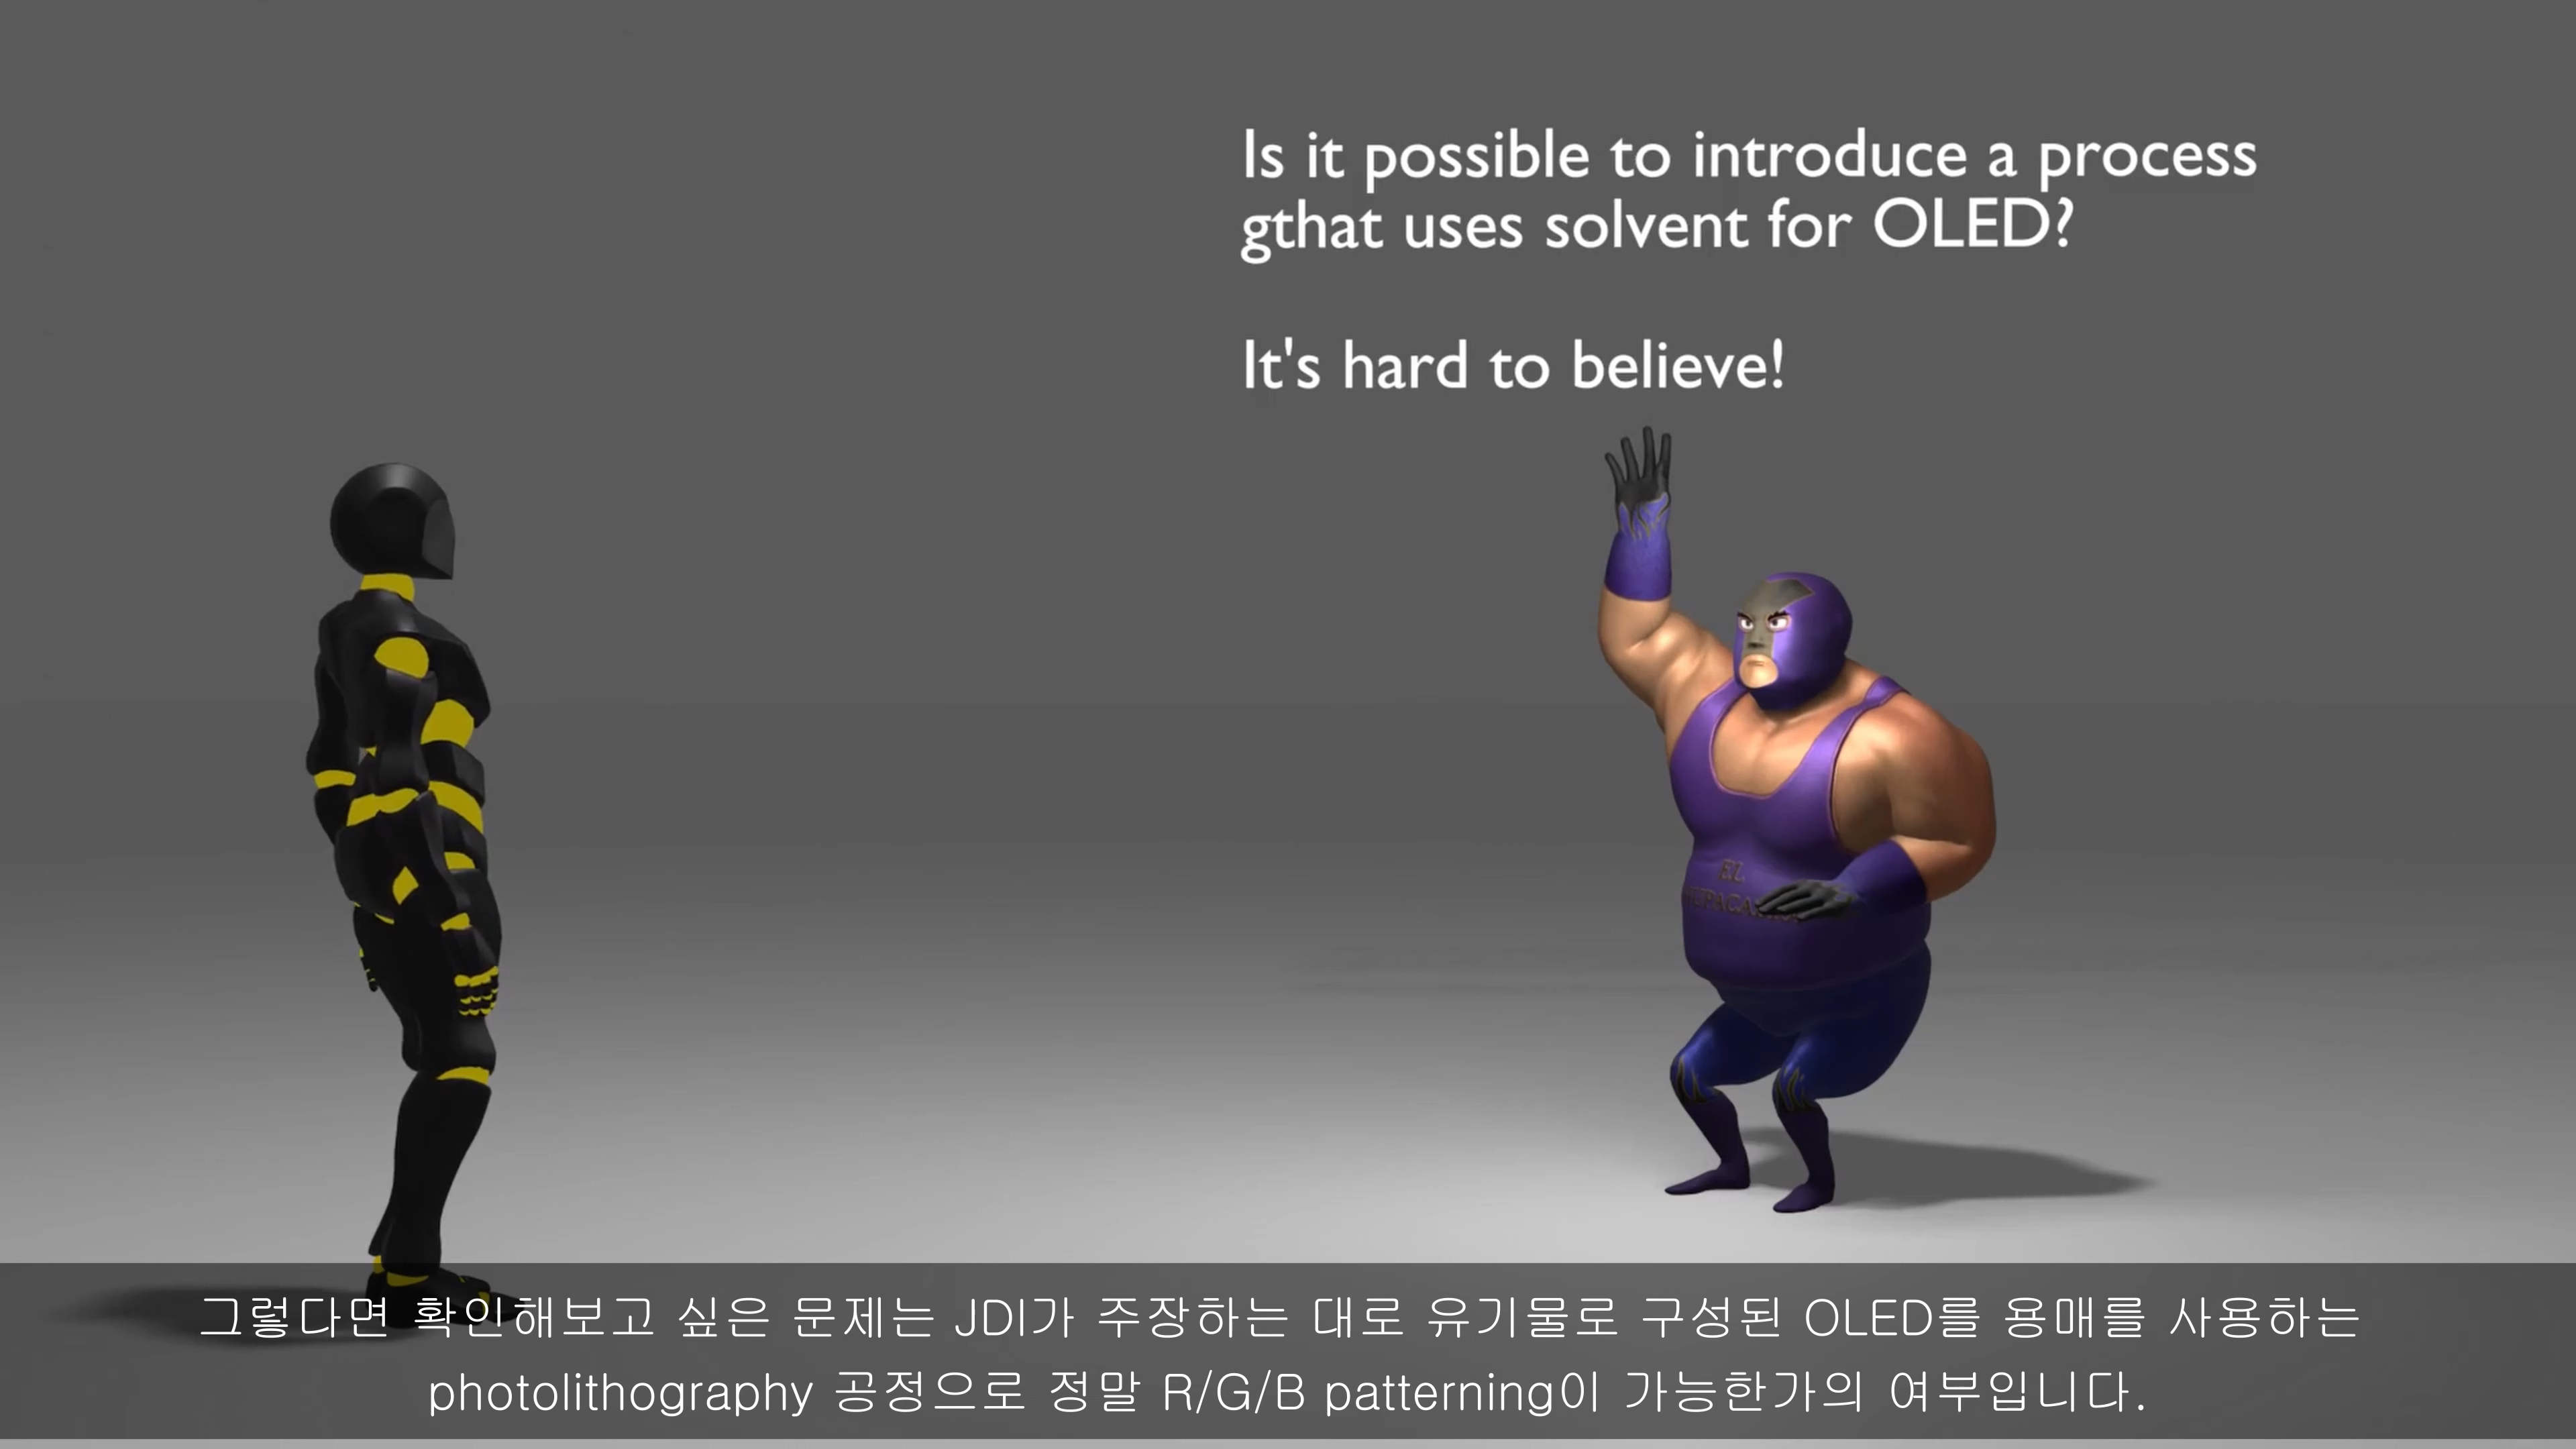 Is it possible to introduce a process
gthat uses solvent for OLED?
It's hard to believe!
EL
그렇다면 확인해보고 싶은 문제는 JDI가 주장하는 대로 유기물로 구성된 OLED를 용매를 사용하는
photolithography 공정으로 정말 R/G/B patterning이 가능한가의 여부입니다.